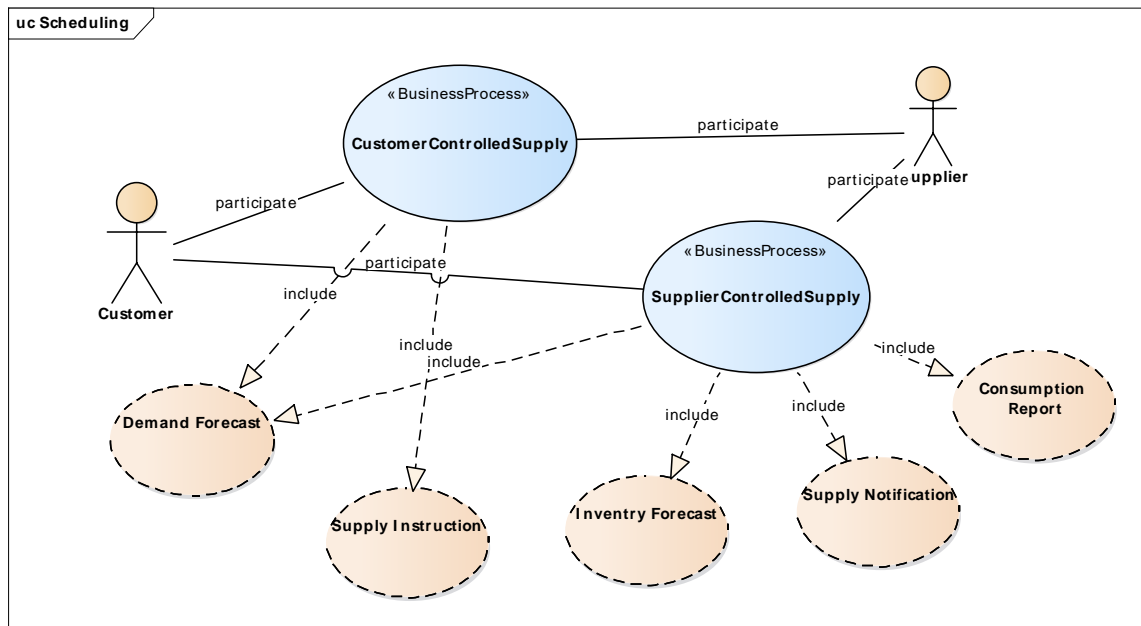 uc Scheduling
« BusinessProcess»
CustomerControlledSupply
participate
participate
upplier
participate
participate
Customer
« BusinessProcess»
SupplierControlledSupply
include
include
include
include
include
include
Demand Forecast
Supply Instruction
Inventry Forecast
Supply Notification
Consumption
Report